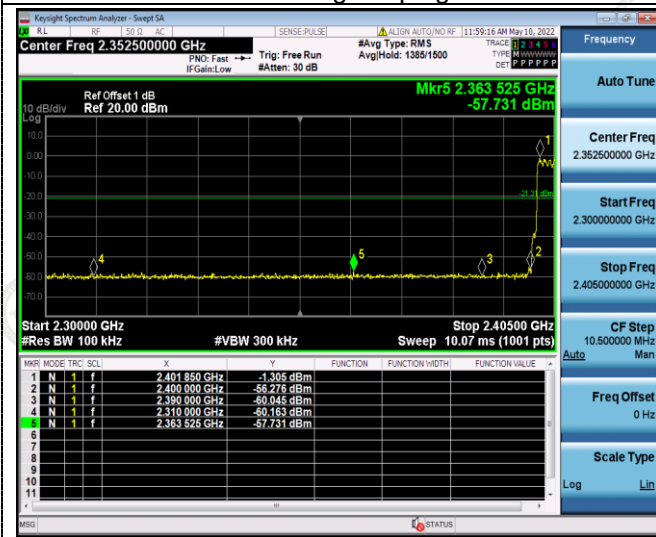 Keysight Spectrum Analyzer - Swept SA
RL RF 50 Ω AC SENSE:PULSE ALIGN AUTO/NO RF 11:59:16 AM May 10, 2022
Center Freq 2.352500000 GHz
PNO: Fast
IFGain:Low
Trig: Free Run
#Atten: 30 dB
#Avg Type: RMS
Avg|Hold: 1385/1500
TRACE 1 2 3 4 5 6
TYPE M W W W W W
DET P P P P P P
Frequency
Auto Tune
Center Freq
2.352500000 GHz
Start Freq
2.300000000 GHz
Stop Freq
2.405000000 GHz
CF Step
10.500000 MHz
Auto Man
Freq Offset
0 Hz
Scale Type
Log Lin
Ref Offset 1 dB
10 dB/div Ref 20.00 dBm
Log
Mkr5 2.363 525 GHz
-57.731 dBm
10.0
0.00
-10.0
-20.0
-30.0
-40.0
-50.0
-60.0
-70.0
-21.31 dBm
1
2
3
4
5
Start 2.30000 GHz Stop 2.40500 GHz
#Res BW 100 kHz #VBW 300 kHz Sweep 10.07 ms (1001 pts)
MKR MODE TRC SCL X Y FUNCTION FUNCTION WIDTH FUNCTION VALUE
1 N 1 f 2.401 850 GHz -1.305 dBm
2 N 1 f 2.400 000 GHz -56.276 dBm
3 N 1 f 2.390 000 GHz -60.045 dBm
4 N 1 f 2.310 000 GHz -60.163 dBm
5 N 1 f 2.363 525 GHz -57.731 dBm
6
7
8
9
10
11
MSG STATUS